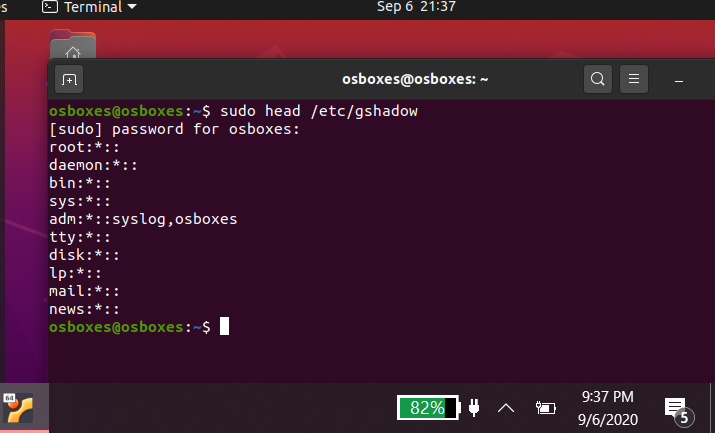 s Terminal Sep 6 21:37
osboxes@osboxes: ~
osboxes@osboxes:~$ sudo head /etc/gshadow
[sudo] password for osboxes:
root:*::
daemon:*::
bin:*::
sys:*::
adm:*::syslog,osboxes
tty:*::
disk:*::
lp:*::
mail:*::
news:*::
osboxes@osboxes:~$
64
82%
9:37 PM
9/6/2020
5